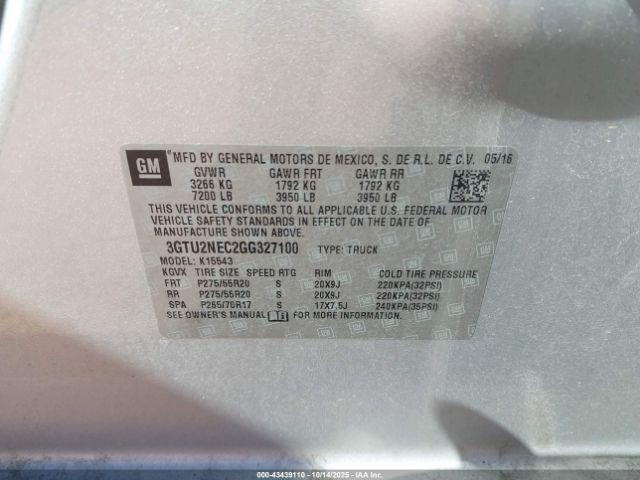 GM
MFD BY GENERAL MOTORS DE MEXICO, S. DE R.L. DE C.V. 05/16
GVWR GAWR FRT GAWR RR
3266 KG 1792 KG 1792 KG
7200 LB 3950 LB 3950 LB
THIS VEHICLE CONFORMS TO ALL APPLICABLE U.S. FEDERAL MOTOR
VEHICLE SAFETY STANDARDS IN EFFECT ON THE DATE OF
MANUFACTURE SHOWN ABOVE.
3GTU2NEC2GG327100 TYPE: TRUCK
MODEL: K15543
KGVX TIRE SIZE SPEED RTG RIM COLD TIRE PRESSURE
FRT P275/55R20 S 20X9J 220KPA(32PSI)
RR P275/55R20 S 20X9J 220KPA(32PSI)
SPA P265/70R17 S 17X7.5J 240KPA(35PSI)
SEE OWNER'S MANUAL FOR MORE INFORMATION.
000-43439110 - 10/14/2025 - IAA Inc. Copyright